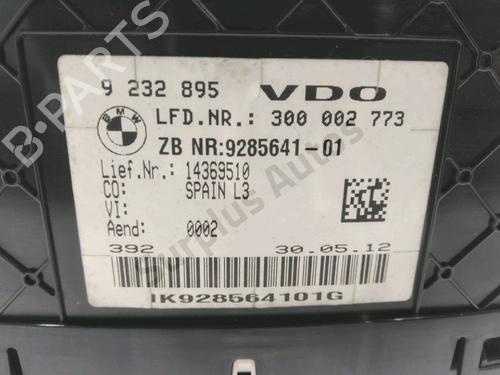 B-PARTS
9 232 895 VDO
BMW
LFD.NR.: 300 002 773
ZB NR:9285641-01
Lief.Nr.: 14369510
CO: SPAIN L3
VI:
Aend: 0002
392 30.05.12
IK928564101G
Surplus Autos